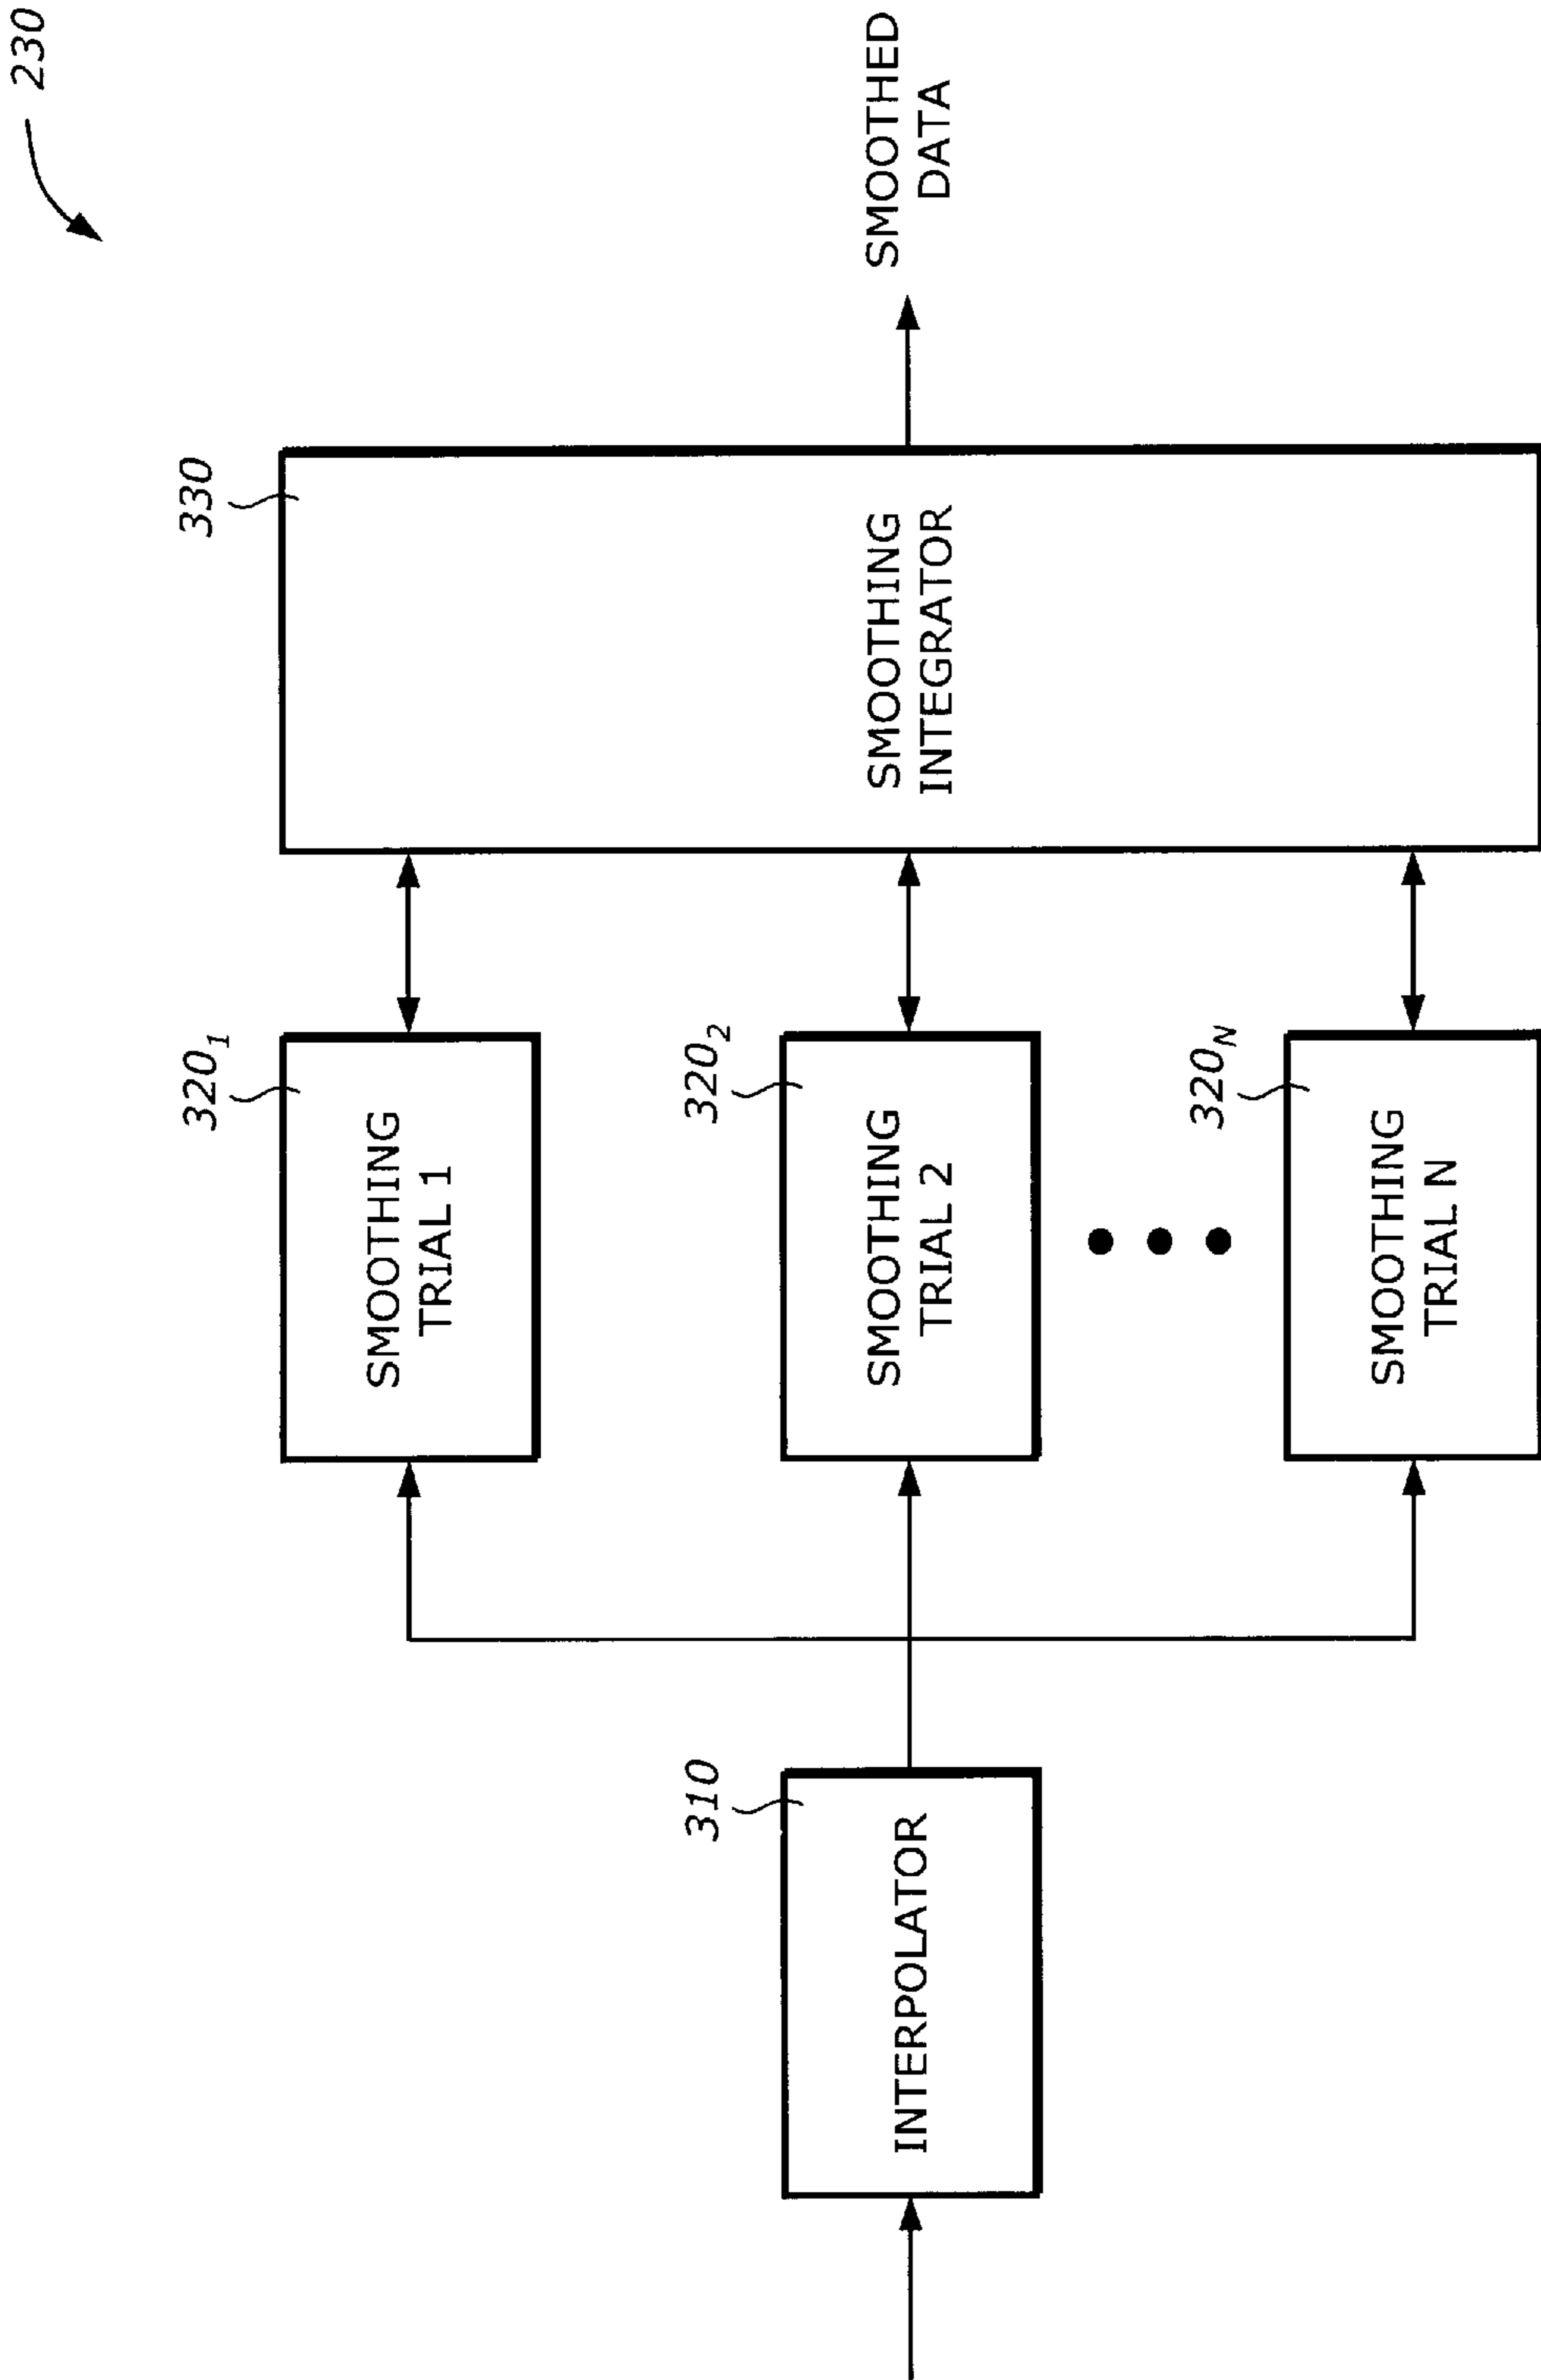 230
330
SMOOTHING
INTEGRATOR
SMOOTHED
DATA
320₁
SMOOTHING
TRIAL 1
320₂
SMOOTHING
TRIAL 2
320N
SMOOTHING
TRIAL N
310
INTERPOLATOR